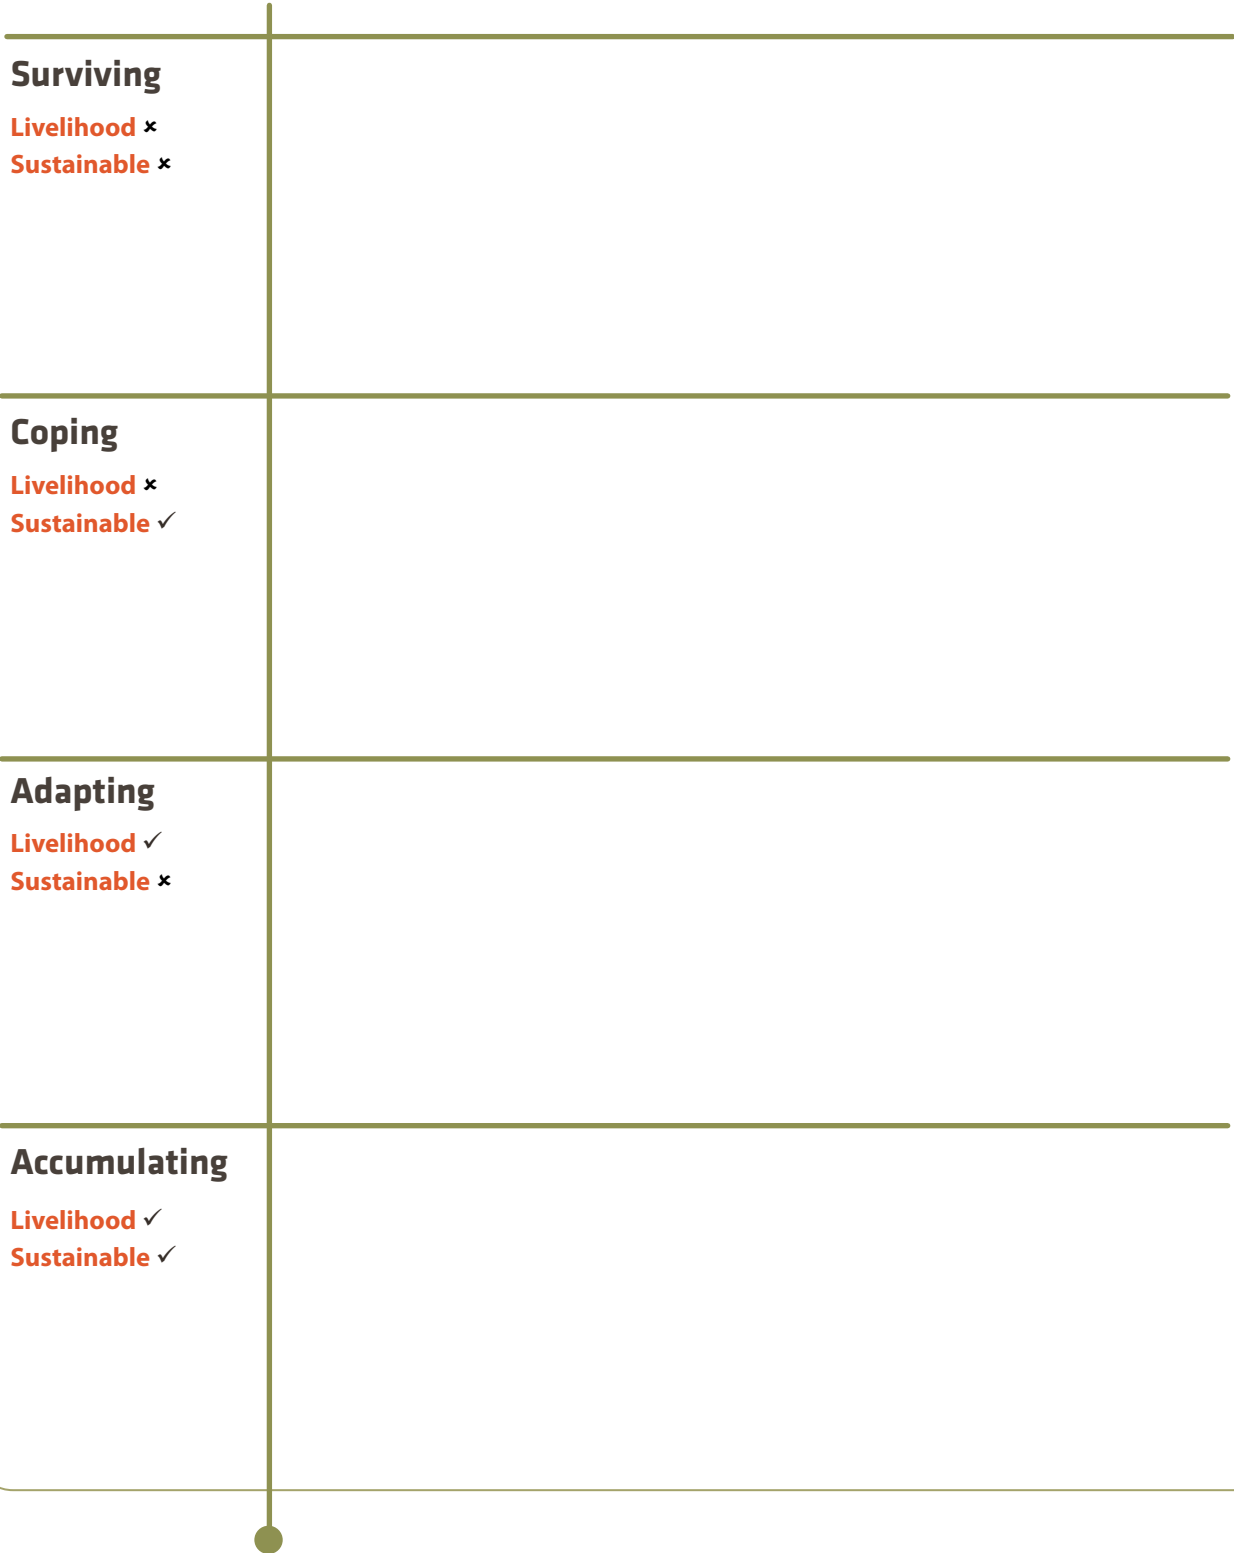 Surviving
Livelihood ✗
Sustainable ✗
Coping
Livelihood ✗
Sustainable ✓
Adapting
Livelihood ✓
Sustainable ✗
Accumulating
Livelihood ✓
Sustainable ✓